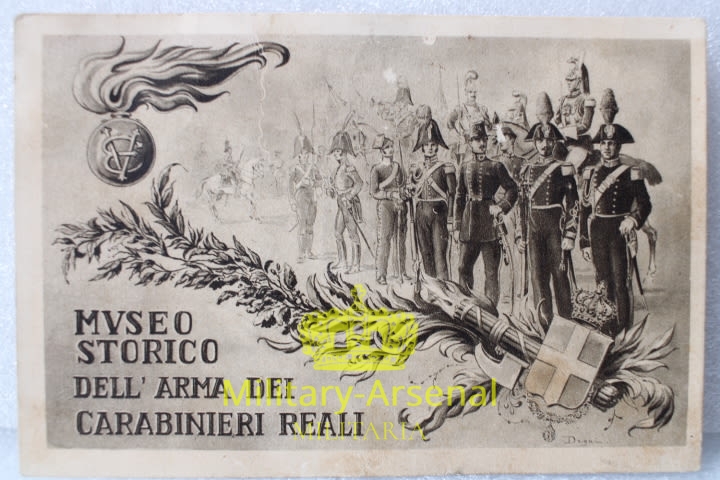 MVSEO
STORICO
DELL' ARMA DEI
CARABINIERI REALI
Military-Arsenal
MILITARIA